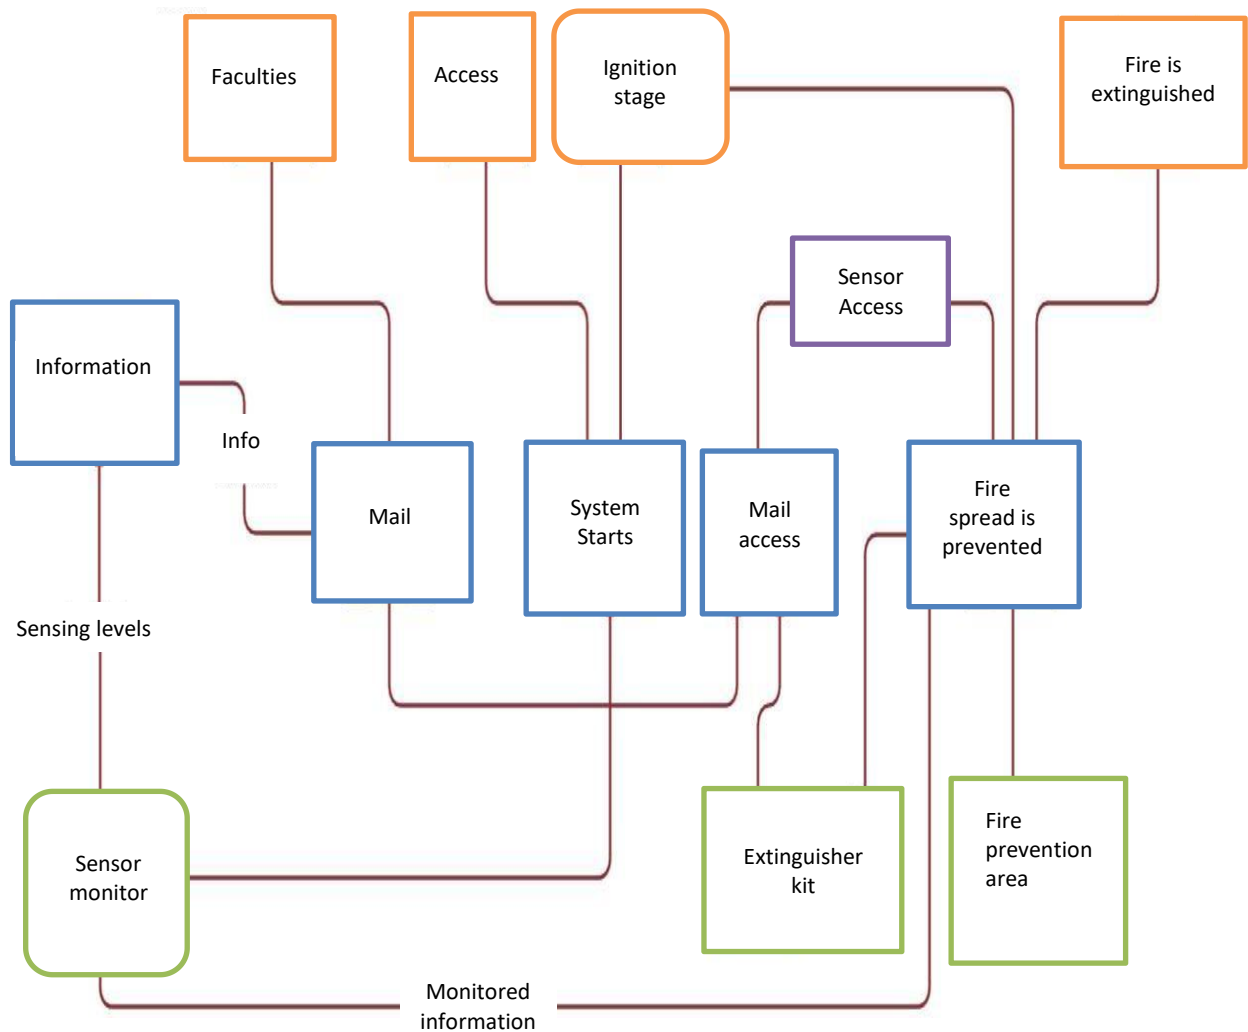 Faculties
Access
Ignition
stage
Fire is
extinguished
Sensor
Access
Information
Info
Mail
System
Starts
Mail
access
Fire
spread is
prevented
Sensing levels
Sensor
monitor
Extinguisher
kit
Fire
prevention
area
Monitored
information